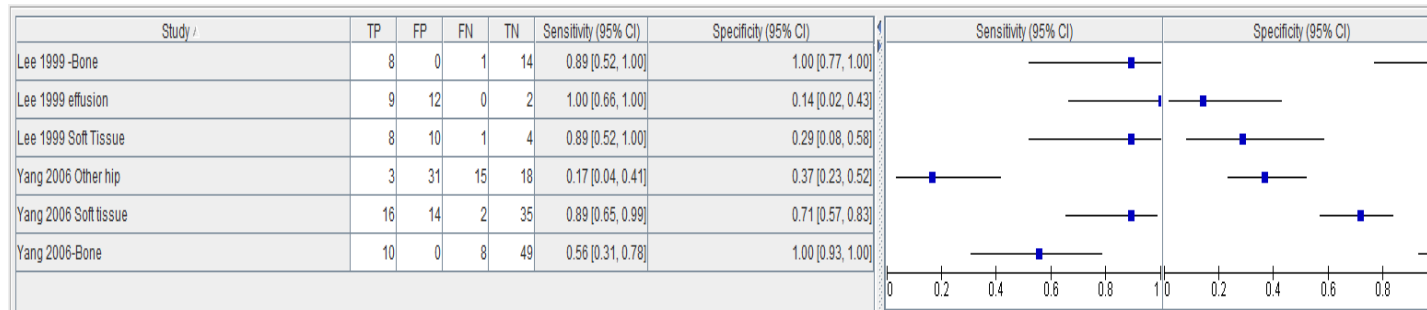 Study TP FP FN TN Sensitivity (95% CI) Specificity (95% CI) Sensitivity (95% CI) Specificity (95% CI)
Lee 1999 -Bone 8 0 1 14 0.89 [0.52, 1.00] 1.00 [0.77, 1.00]
Lee 1999 effusion 9 12 0 2 1.00 [0.66, 1.00] 0.14 [0.02, 0.43]
Lee 1999 Soft Tissue 8 10 1 4 0.89 [0.52, 1.00] 0.29 [0.08, 0.58]
Yang 2006 Other hip 3 31 15 18 0.17 [0.04, 0.41] 0.37 [0.23, 0.52]
Yang 2006 Soft tissue 16 14 2 35 0.89 [0.65, 0.99] 0.71 [0.57, 0.83]
Yang 2006-Bone 10 0 8 49 0.56 [0.31, 0.78] 1.00 [0.93, 1.00]
0 0.2 0.4 0.6 0.8 1 0 0.2 0.4 0.6 0.8